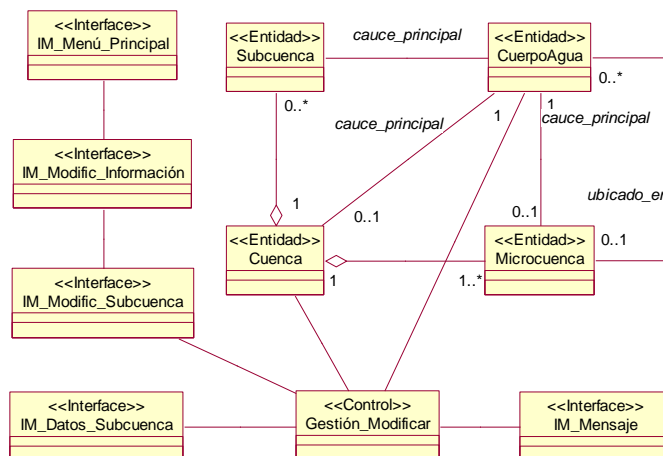 <<Interface>>
IM_Menú_Principal
<<Entidad>>
Subcuenca
cauce_principal
<<Entidad>>
CuerpoAgua
0..*
0..*
1
1
cauce_principal
cauce_principal
<<Interface>>
IM_Modific_Información
ubicado_en
1
0..1
0..1
<<Entidad>>
Cuenca
<<Entidad>>
Microcuenca
0..1
1
1..*
<<Interface>>
IM_Modific_Subcuenca
<<Interface>>
IM_Datos_Subcuenca
<<Control>>
Gestión_Modificar
<<Interface>>
IM_Mensaje